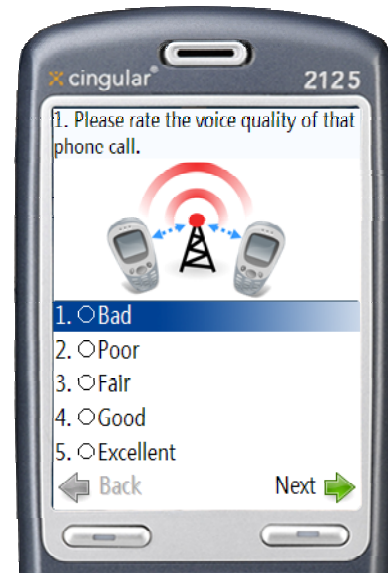 cingular®
2125
1. Please rate the voice quality of that
phone call.
1. Bad
2. Poor
3. Fair
4. Good
5. Excellent
Back Next